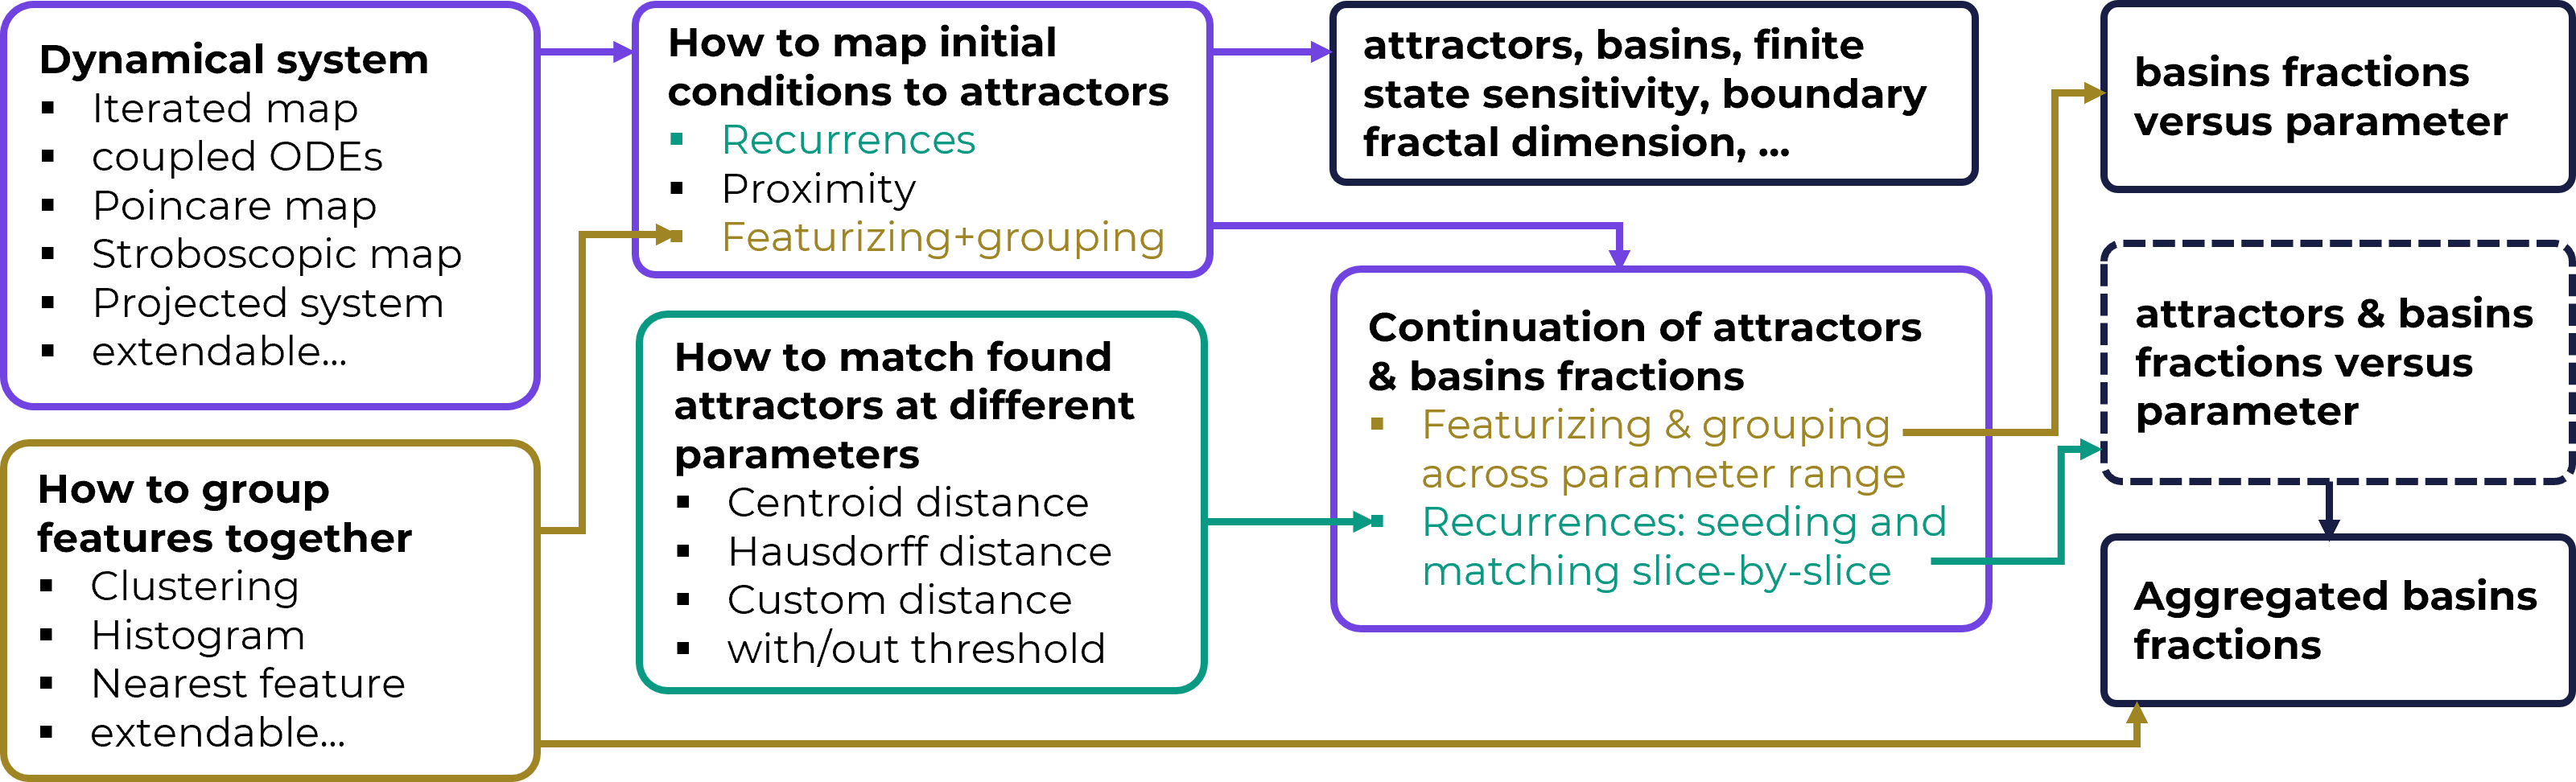 Dynamical system
▪ Iterated map
▪ coupled ODEs
▪ Poincare map
▪ Stroboscopic map
▪ Projected system
▪ extendable...
How to group
features together
▪ Clustering
▪ Histogram
▪ Nearest feature
▪ extendable...
How to map initial
conditions to attractors
▪ Recurrences
▪ Proximity
▪ Featurizing+grouping
How to match found
attractors at different
parameters
▪ Centroid distance
▪ Hausdorff distance
▪ Custom distance
▪ with/out threshold
attractors, basins, finite
state sensitivity, boundary
fractal dimension, ...
Continuation of attractors
& basins fractions
▪ Featurizing & grouping
across parameter range
▪ Recurrences: seeding and
matching slice-by-slice
basins fractions
versus parameter
attractors & basins
fractions versus
parameter
Aggregated basins
fractions